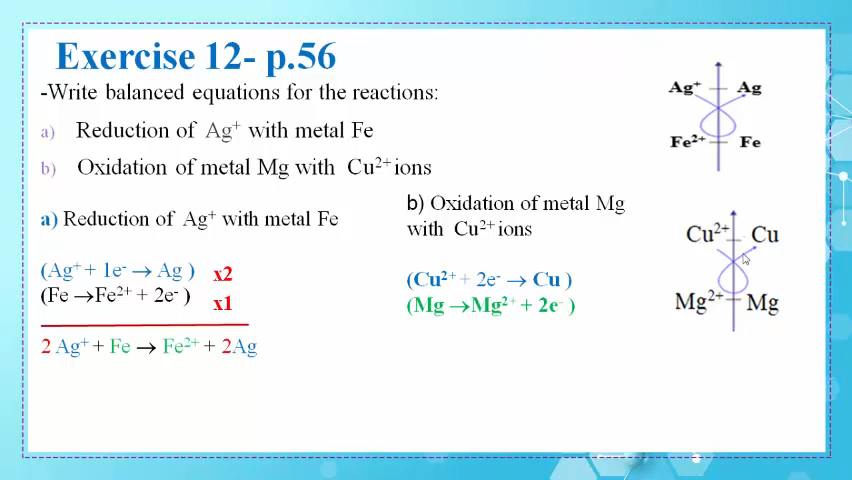 Exercise 12- p.56
-Write balanced equations for the reactions:
a) Reduction of Ag⁺ with metal Fe
b) Oxidation of metal Mg with Cu²⁺ ions
a) Reduction of Ag⁺ with metal Fe
(Ag⁺ + 1e⁻ → Ag ) x2
(Fe →Fe²⁺ + 2e⁻ ) x1
2 Ag⁺ + Fe → Fe²⁺ + 2Ag
b) Oxidation of metal Mg
with Cu²⁺ ions
(Cu²⁺ + 2e⁻ → Cu )
(Mg →Mg²⁺ + 2e⁻ )
Ag⁺ Ag
Fe²⁺ Fe
Cu²⁺ Cu
Mg²⁺ Mg